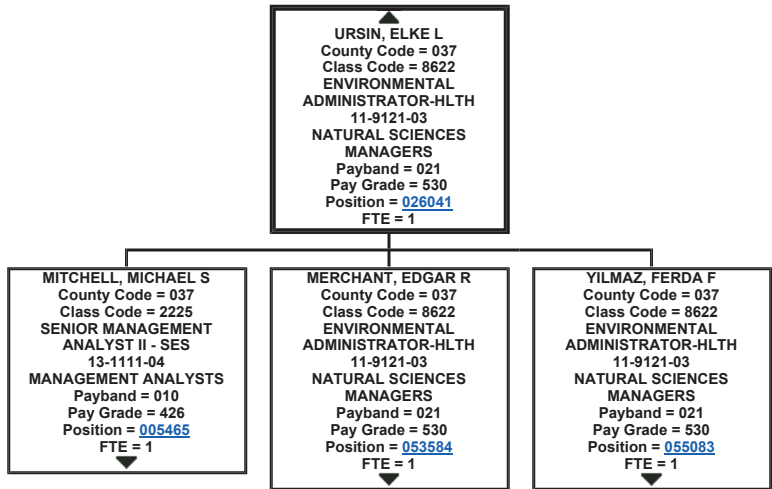 URSIN, ELKE L
County Code = 037
Class Code = 8622
ENVIRONMENTAL
ADMINISTRATOR-HLTH
11-9121-03
NATURAL SCIENCES
MANAGERS
Payband = 021
Pay Grade = 530
Position = 026041
FTE = 1
MITCHELL, MICHAEL S
County Code = 037
Class Code = 2225
SENIOR MANAGEMENT
ANALYST II - SES
13-1111-04
MANAGEMENT ANALYSTS
Payband = 010
Pay Grade = 426
Position = 005465
FTE = 1
MERCHANT, EDGAR R
County Code = 037
Class Code = 8622
ENVIRONMENTAL
ADMINISTRATOR-HLTH
11-9121-03
NATURAL SCIENCES
MANAGERS
Payband = 021
Pay Grade = 530
Position = 053584
FTE = 1
YILMAZ, FERDA F
County Code = 037
Class Code = 8622
ENVIRONMENTAL
ADMINISTRATOR-HLTH
11-9121-03
NATURAL SCIENCES
MANAGERS
Payband = 021
Pay Grade = 530
Position = 055083
FTE = 1